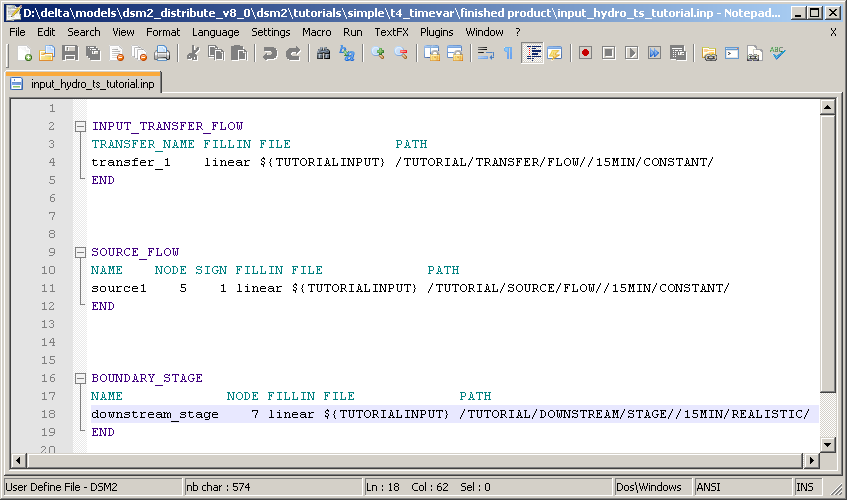 D:\delta\models\dsm2_distribute_v8_0\dsm2\tutorials\simple\t4_timevar\finished product\input_hydro_ts_tutorial.inp - Notepad...
File Edit Search View Format Language Settings Macro Run TextFX Plugins Window ? X
input_hydro_ts_tutorial.inp
1
2 INPUT_TRANSFER_FLOW
3 TRANSFER_NAME FILLIN FILE PATH
4 transfer_1 linear ${TUTORIALINPUT} /TUTORIAL/TRANSFER/FLOW//15MIN/CONSTANT/
5 END
6
7
8
9 SOURCE_FLOW
10 NAME NODE SIGN FILLIN FILE PATH
11 source1 5 1 linear ${TUTORIALINPUT} /TUTORIAL/SOURCE/FLOW//15MIN/CONSTANT/
12 END
13
14
15
16 BOUNDARY_STAGE
17 NAME NODE FILLIN FILE PATH
18 downstream_stage 7 linear ${TUTORIALINPUT} /TUTORIAL/DOWNSTREAM/STAGE//15MIN/REALISTIC/
19 END
20
User Define File - DSM2 nb char : 574 Ln : 18 Col : 62 Sel : 0 Dos\Windows ANSI INS